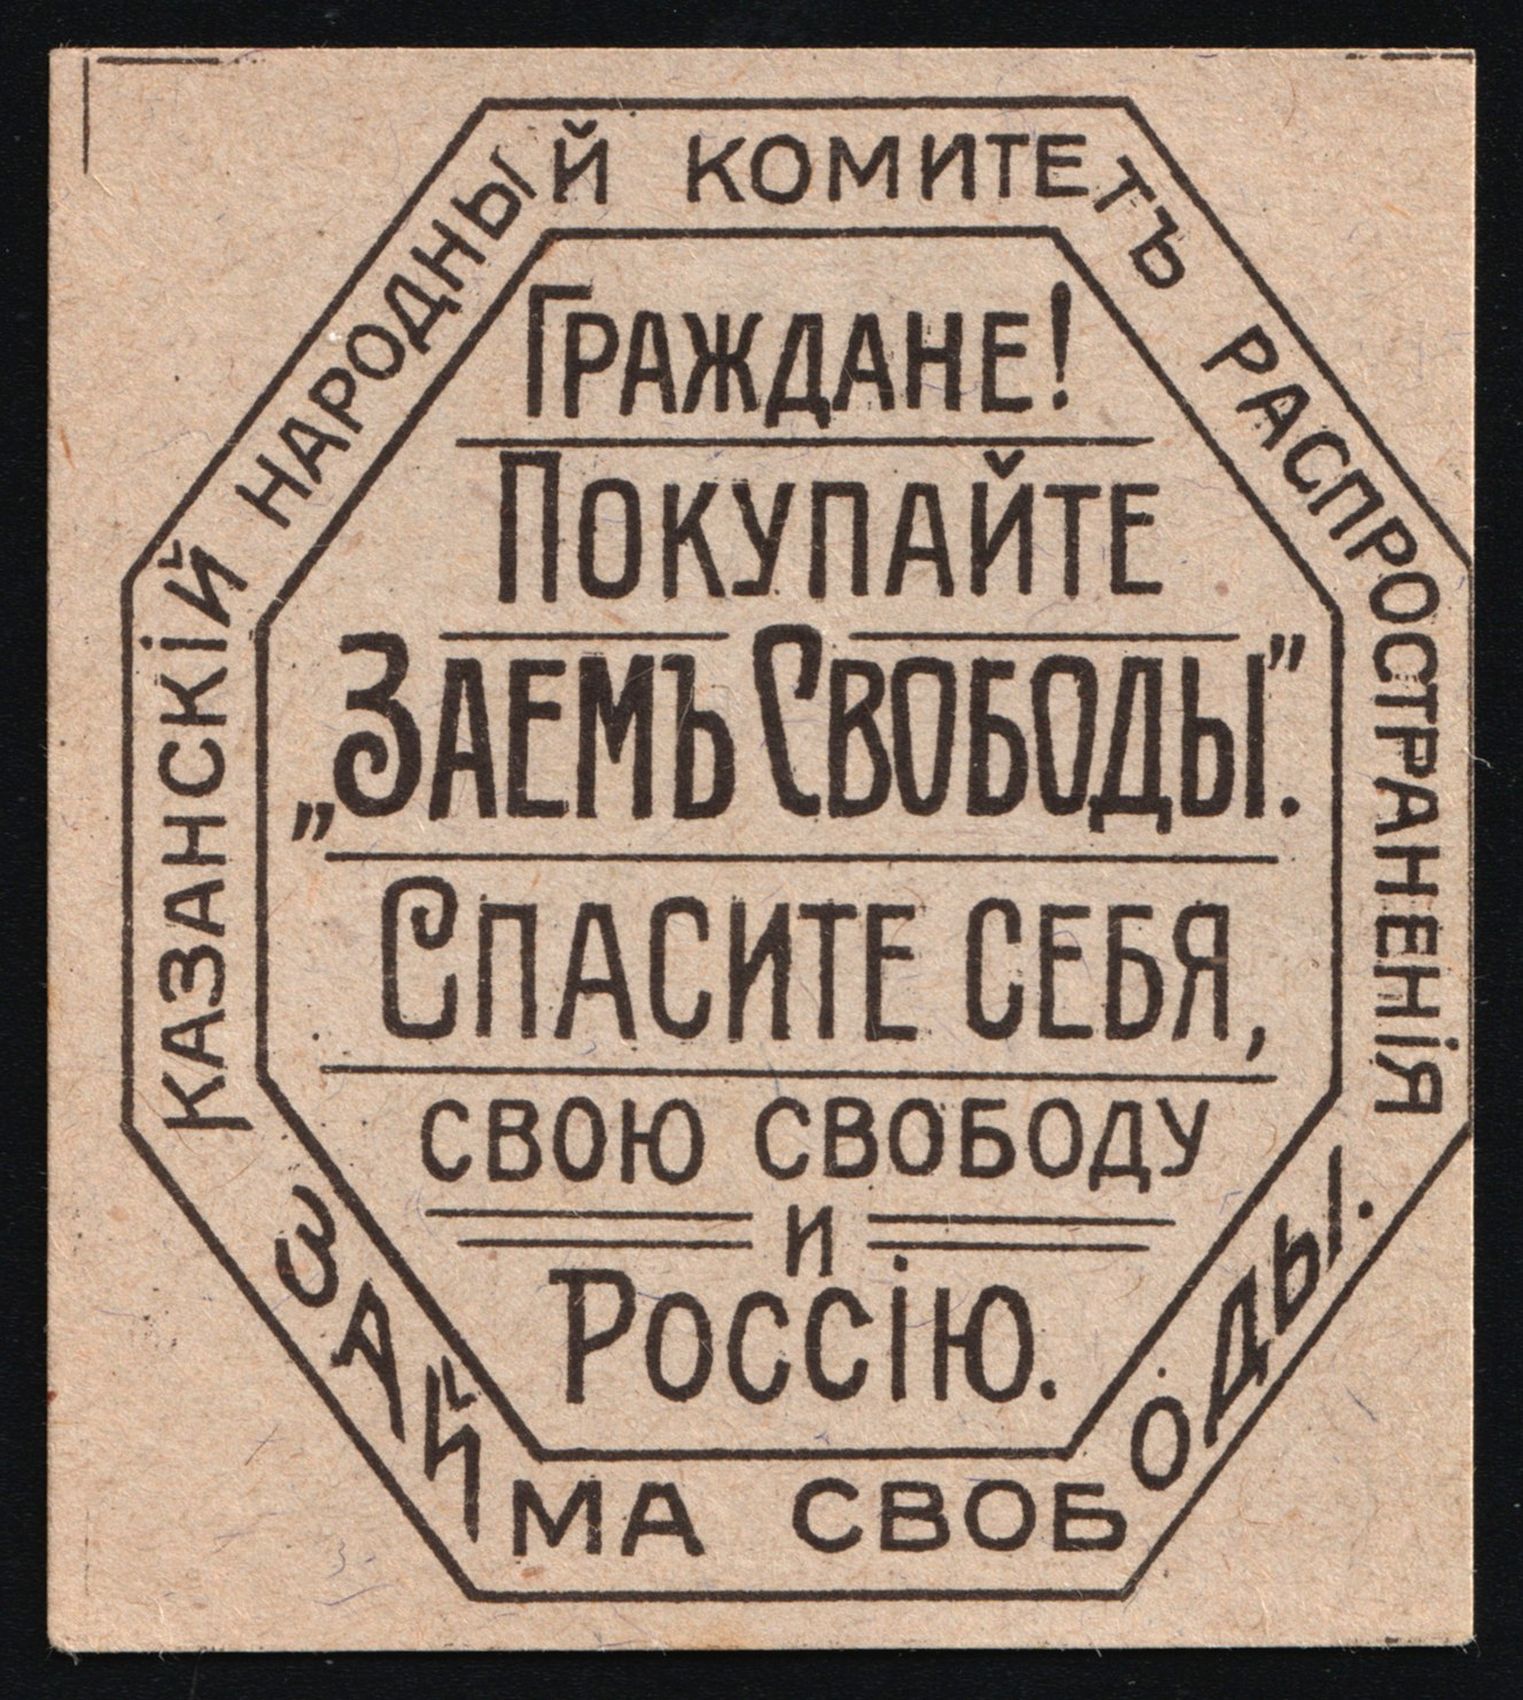 КАЗАНСКІЙ НАРОДНЫЙ КОМИТЕТЪ РАСПРОСТРАНЕНІЯ
ЗАЙМА СВОБОДЫ.
ГРАЖДАНЕ!
ПОКУПАЙТЕ
„ЗАЕМЪ СВОБОДЫ".
СПАСИТЕ СЕБЯ,
СВОЮ СВОБОДУ
И
РОССІЮ.